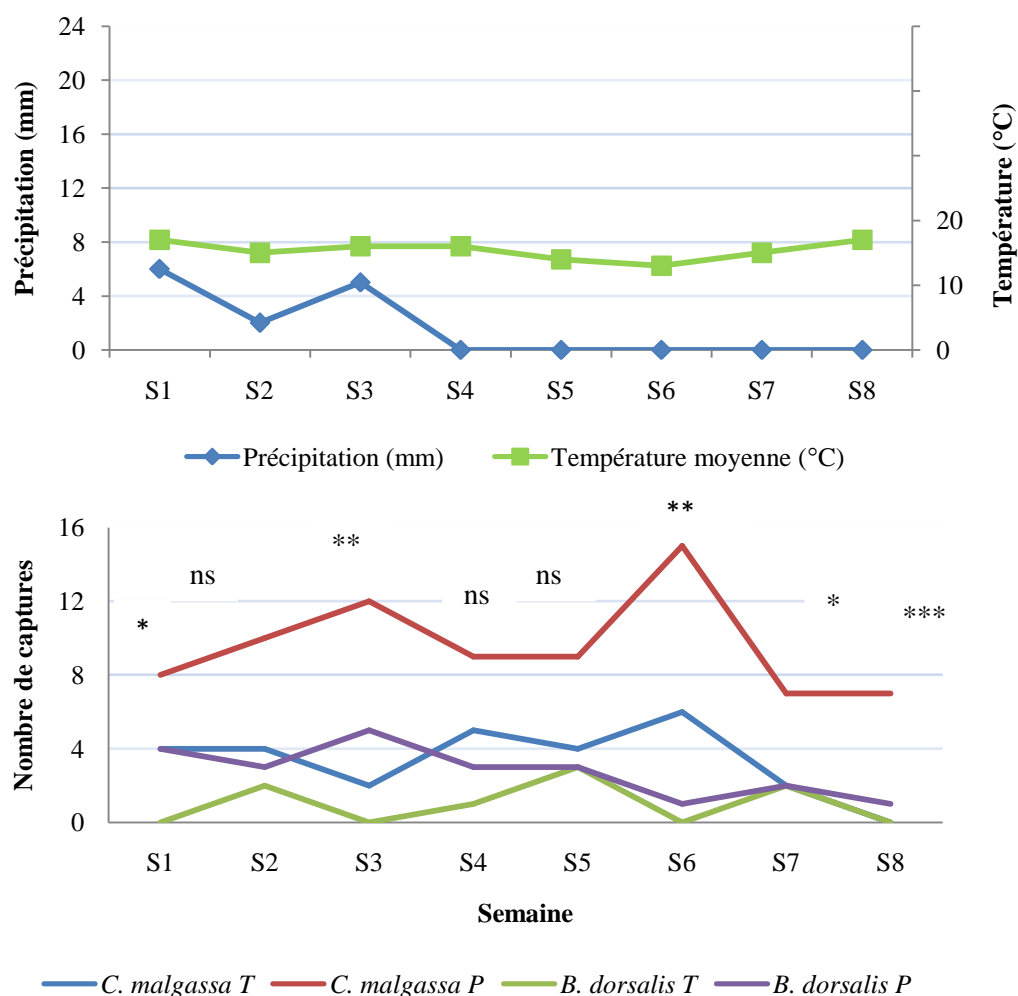 24
20
16
12
8
4
0
Précipitation (mm)
20
10
0
Température (°C)
S1 S2 S3 S4 S5 S6 S7 S8
Précipitation (mm) Température moyenne (°C)
16
12
8
4
0
Nombre de captures
* ns ** ns ns ** * ***
S1 S2 S3 S4 S5 S6 S7 S8
Semaine
C. malgassa T C. malgassa P B. dorsalis T B. dorsalis P